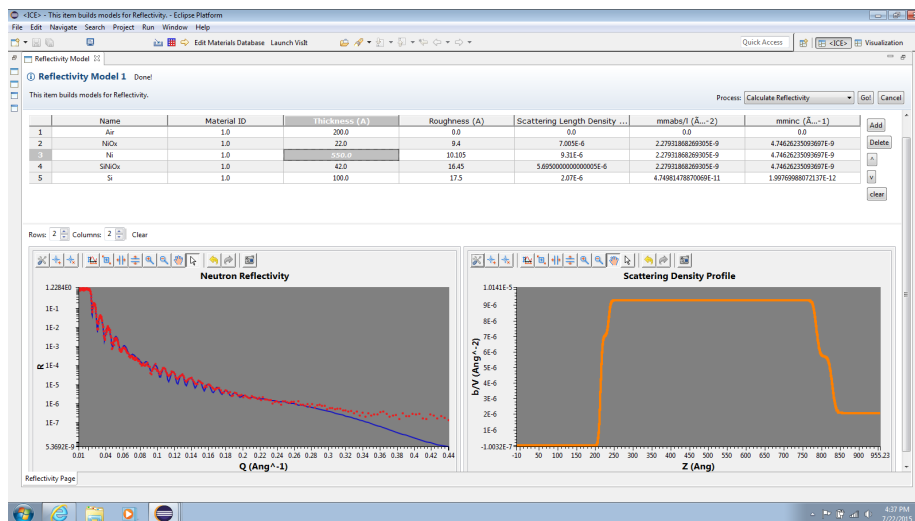 <ICE> - This item builds models for Reflectivity. - Eclipse Platform
File Edit Navigate Search Project Run Window Help
Edit Materials Database Launch VisIt Quick Access <ICE> Visualization
Reflectivity Model
Reflectivity Model 1 Done!
This item builds models for Reflectivity. Process: Calculate Reflectivity Go! Cancel
Name Material ID Thickness (A) Roughness (A) Scattering Length Density ... mmabs/l (Ã...-2) mminc (Ã...-1) Add
1 Air 1.0 200.0 0.0 0.0 0.0 0.0
2 NiOx 1.0 22.0 9.4 7.005E-6 2.27931868269305E-9 4.74626235093697E-9 Delete
3 Ni 1.0 550.0 10.105 9.31E-6 2.27931868269305E-9 4.74626235093697E-9 ^
4 SiNiOx 1.0 42.0 16.45 5.695000000000005E-6 2.27931868269305E-9 4.74626235093697E-9
5 Si 1.0 100.0 17.5 2.07E-6 4.74981478870069E-11 1.99769988072137E-12 v
clear
Rows: 2 Columns: 2 Clear
Neutron Reflectivity
1.2284E0
1E-1
1E-2
1E-3
1E-4
1E-5
1E-6
1E-7
5.3692E-9
R
0.01 0.04 0.06 0.08 0.1 0.12 0.14 0.16 0.18 0.2 0.22 0.24 0.26 0.28 0.3 0.32 0.34 0.36 0.38 0.4 0.42 0.44
Q (Ang^-1)
Scattering Density Profile
1.0141E-5
9E-6
8E-6
7E-6
6E-6
5E-6
4E-6
3E-6
2E-6
1E-6
-1.0032E-7
b/V (Ang^-2)
-10 50 100 150 200 250 300 350 400 450 500 550 600 650 700 750 800 850 900 955.23
Z (Ang)
Reflectivity Page
4:37 PM
7/22/2015